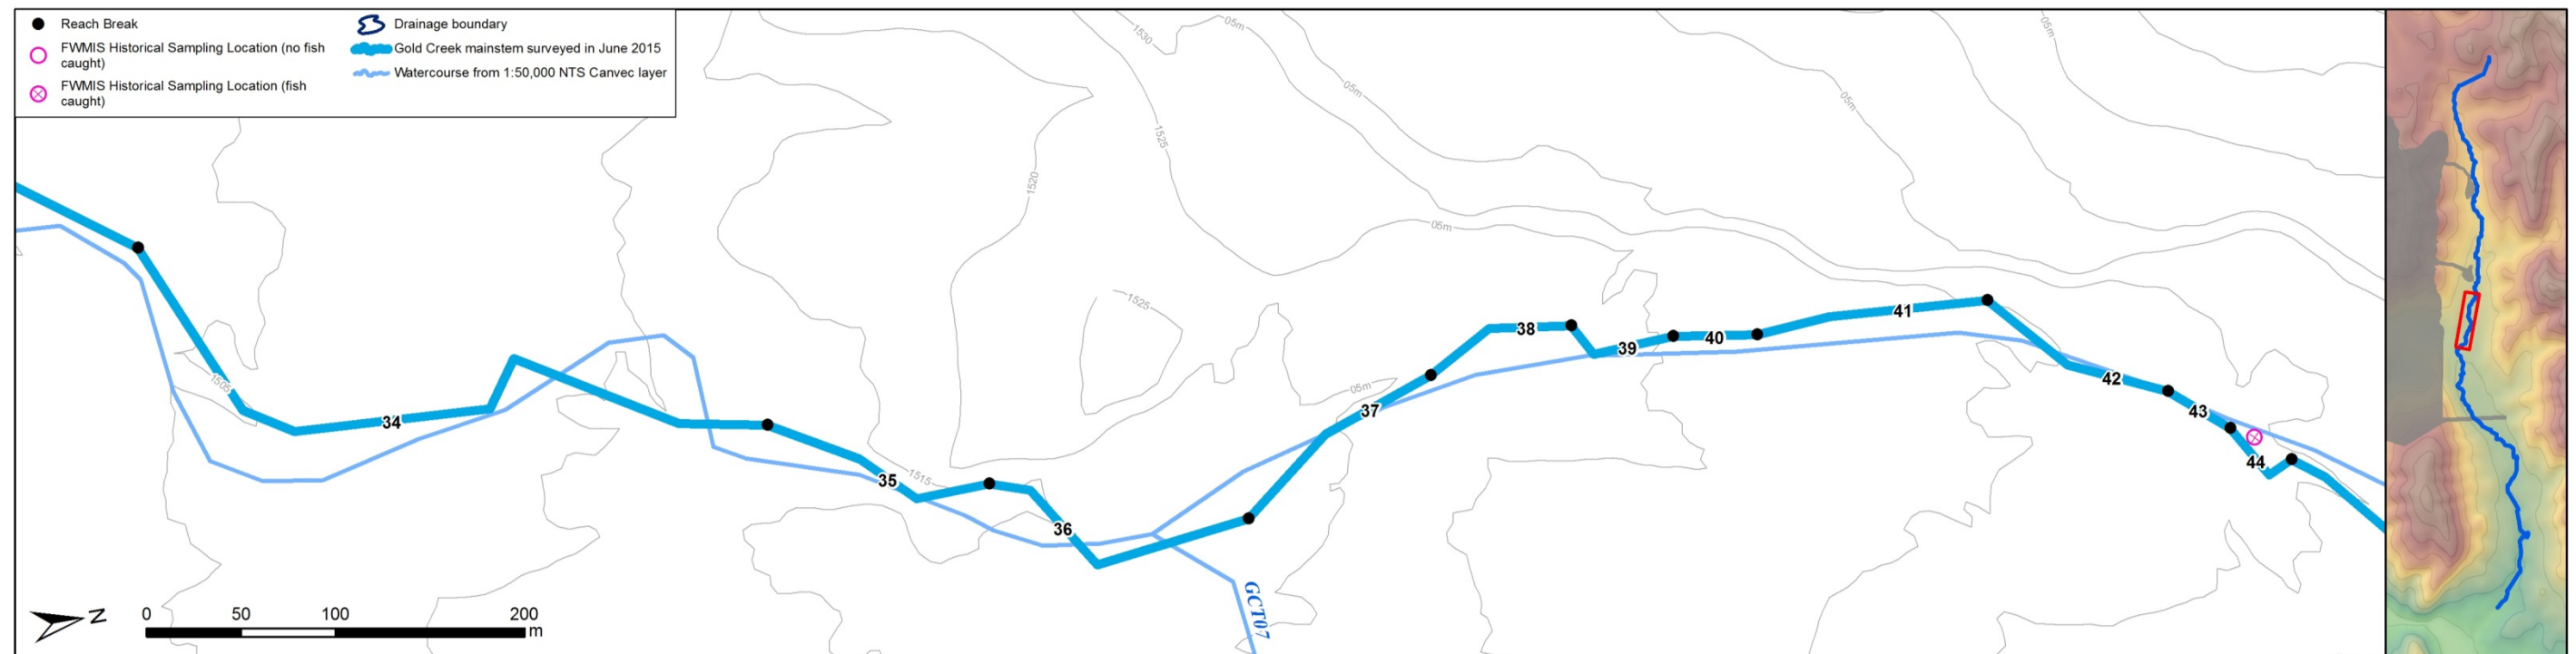 Reach Break
FWMIS Historical Sampling Location (no fish
caught)
FWMIS Historical Sampling Location (fish
caught)
Drainage boundary
Gold Creek mainstem surveyed in June 2015
Watercourse from 1:50,000 NTS Canvec layer
1530
05m
05m
05m
05m
1525
1520
05m
1525
05m
1505
1515
34
35
36
37
38
39
40
41
42
43
44
GCT07
N
0 50 100 200
m